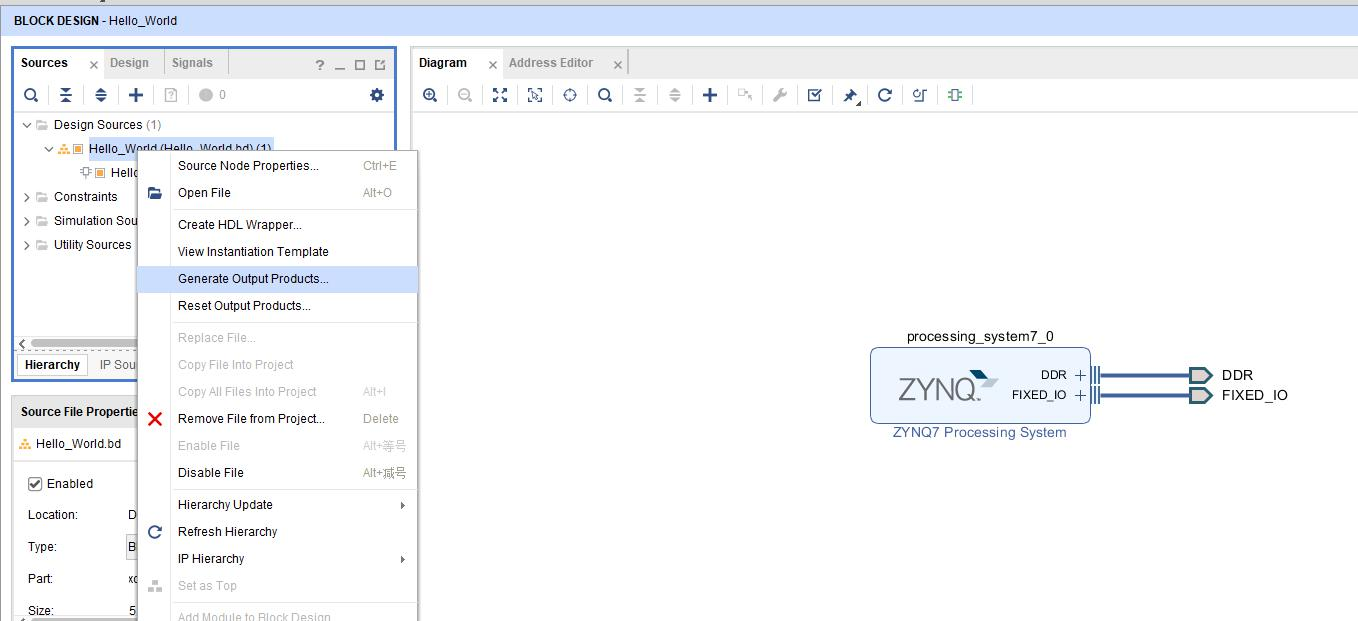 BLOCK DESIGN - Hello_World
Sources
Design
Signals
?
0
Design Sources (1)
Hello_World (Hello_World.bd) (1)
Hello
Constraints
Simulation Sou
Utility Sources
Hierarchy
IP Sou
Source File Propertie
Hello_World.bd
Enabled
Location:
Type:
Part:
Size:
5
Source Node Properties... Ctrl+E
Open File Alt+O
Create HDL Wrapper...
View Instantiation Template
Generate Output Products...
Reset Output Products...
Replace File...
Copy File Into Project
Copy All Files Into Project Alt+I
Remove File from Project... Delete
Enable File Alt+等号
Disable File Alt+减号
Hierarchy Update
Refresh Hierarchy
IP Hierarchy
Set as Top
Add Module to Block Design
Diagram
Address Editor
processing_system7_0
ZYNQ
DDR
FIXED_IO
DDR
FIXED_IO
ZYNQ7 Processing System